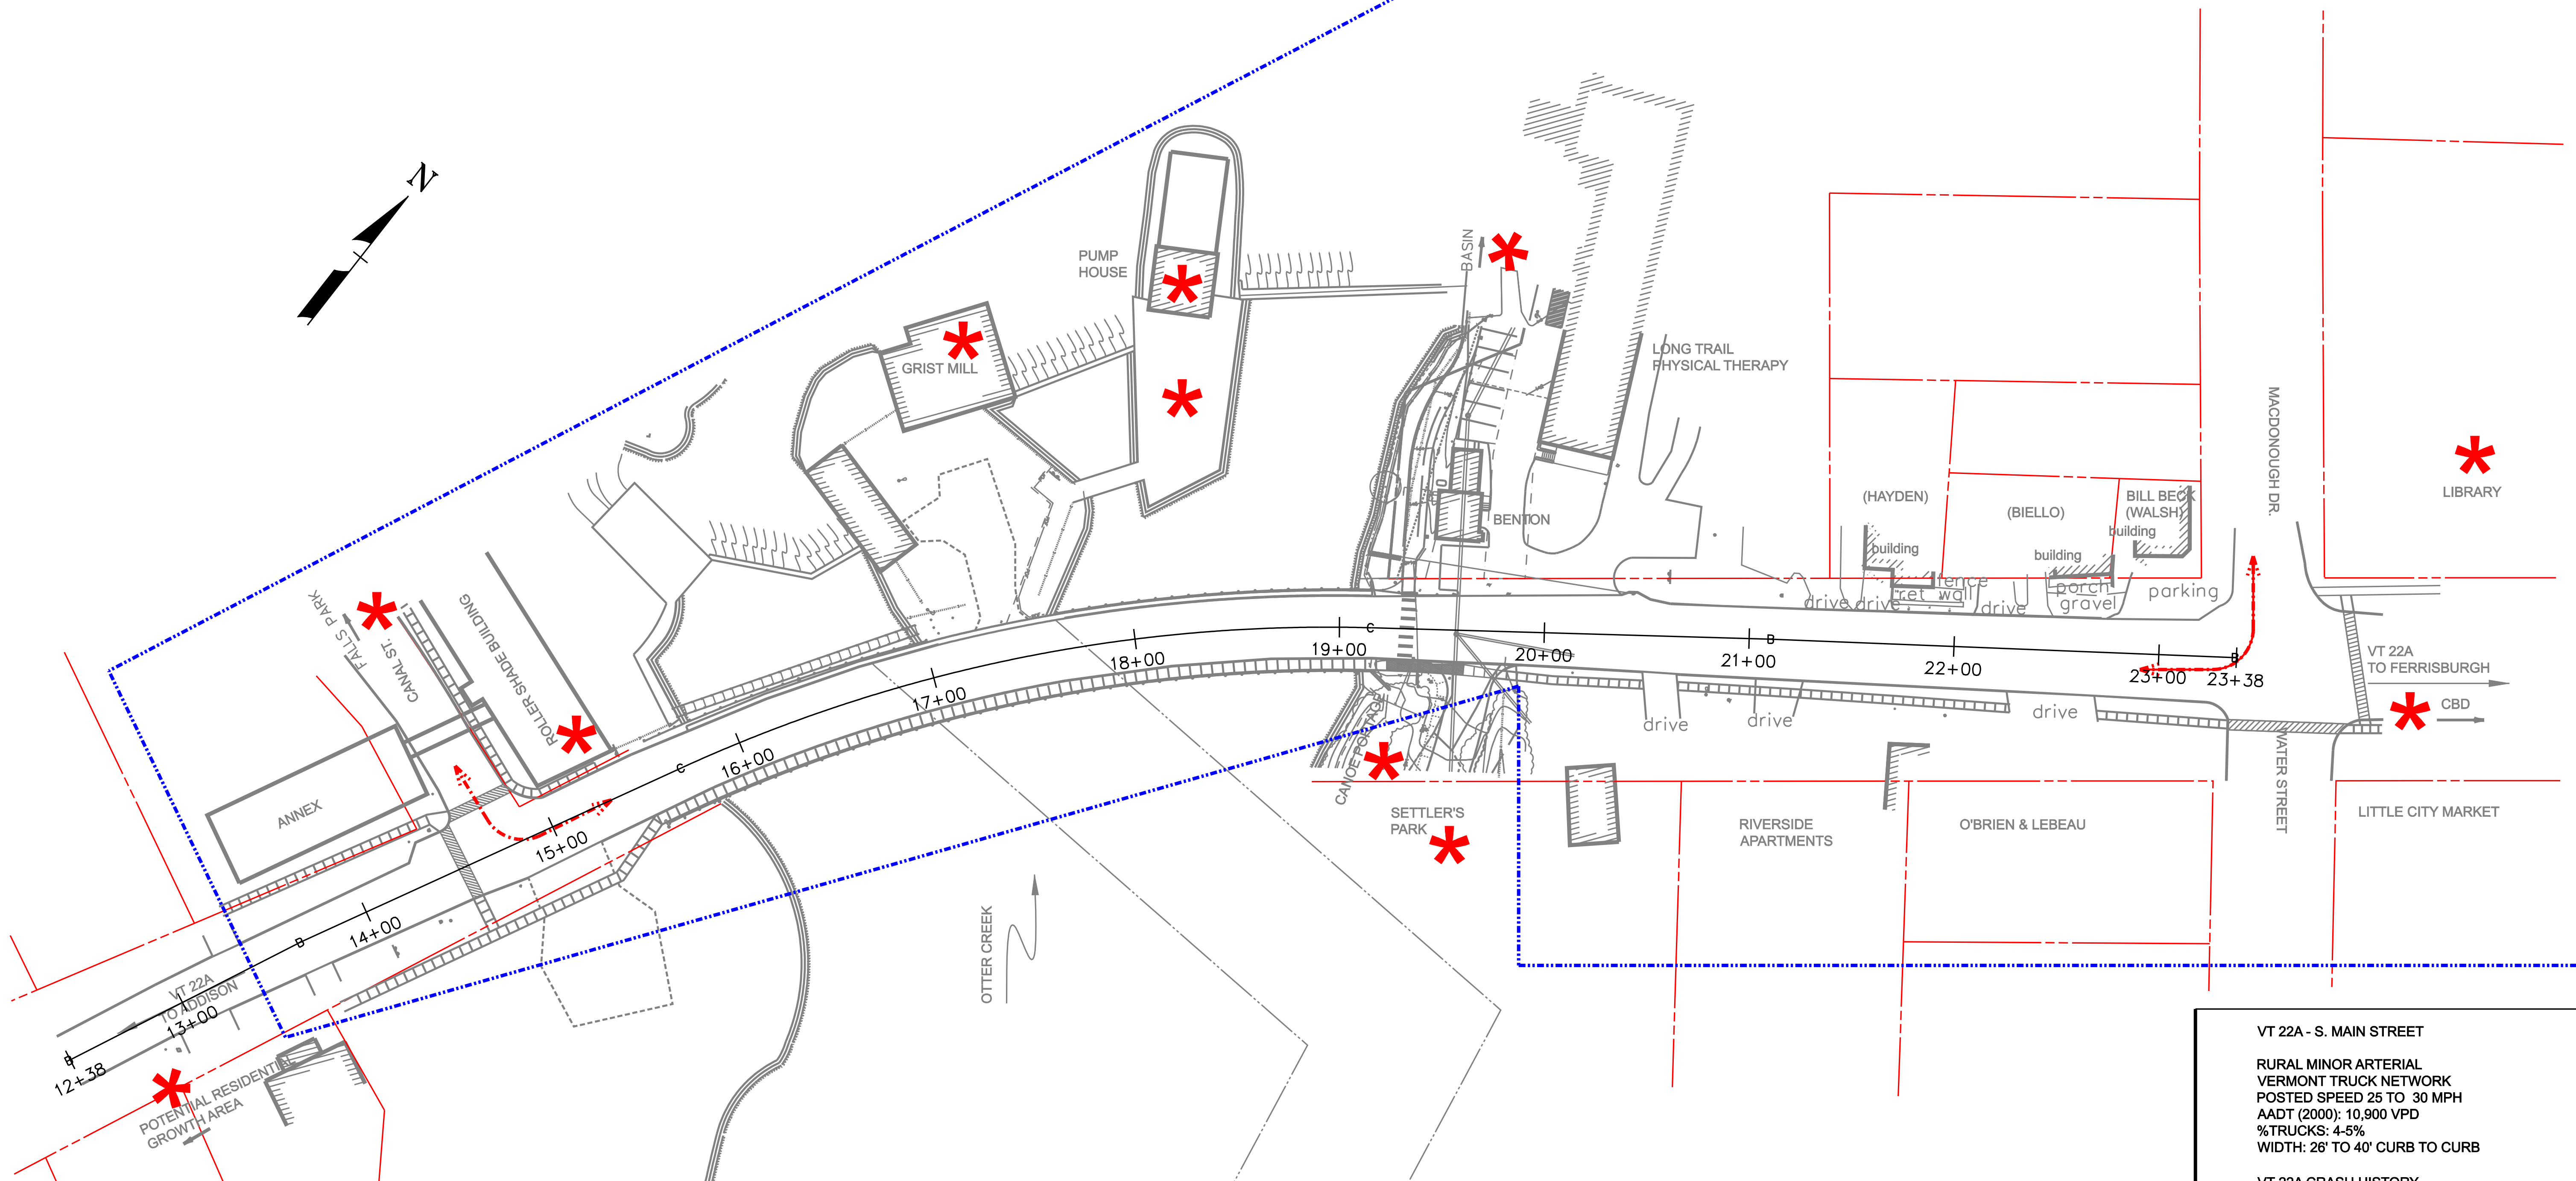 N
PUMP
HOUSE
BASIN
GRIST MILL
LONG TRAIL
PHYSICAL THERAPY
MACDONOUGH DR.
LIBRARY
(HAYDEN)
(BIELLO)
BILL BECK
(WALSH)
BENTON
building
building
building
fence
ret wall
porch
gravel
parking
drive
drive
drive
FALLS PARK
CANAL ST.
ROLLER SHADE BUILDING
ANNEX
12+38
13+00
14+00
15+00
16+00
17+00
18+00
19+00
20+00
21+00
22+00
23+00
23+38
B
B
C
C
B
B
VT 22A
TO FERRISBURGH
CBD
drive
drive
drive
CANOE PORTAGE
SETTLER'S
PARK
RIVERSIDE
APARTMENTS
O'BRIEN & LEBEAU
WATER STREET
LITTLE CITY MARKET
OTTER CREEK
VT 22A
TO ADDISON
POTENTIAL RESIDENTIAL
GROWTH AREA
VT 22A - S. MAIN STREET
RURAL MINOR ARTERIAL
VERMONT TRUCK NETWORK
POSTED SPEED 25 TO 30 MPH
AADT (2000): 10,900 VPD
%TRUCKS: 4-5%
WIDTH: 26' TO 40' CURB TO CURB
VT 22A CRASH HISTORY